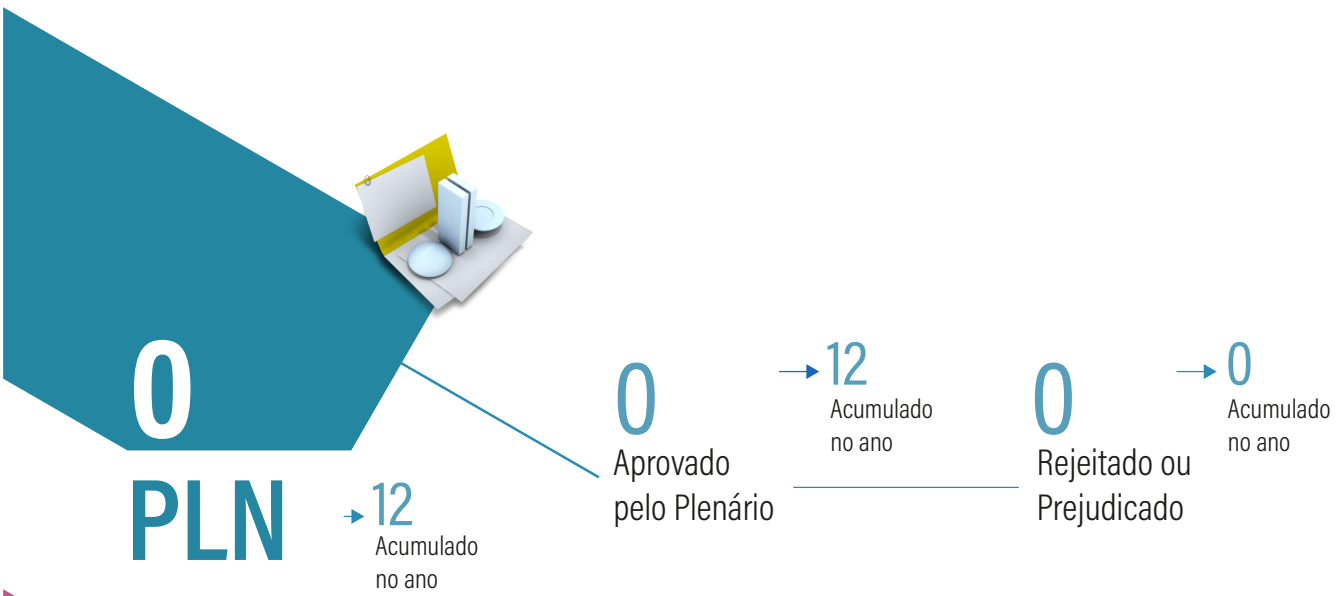 0
PLN
12
Acumulado
no ano
0
Aprovado
pelo Plenário
12
Acumulado
no ano
0
Rejeitado ou
Prejudicado
0
Acumulado
no ano